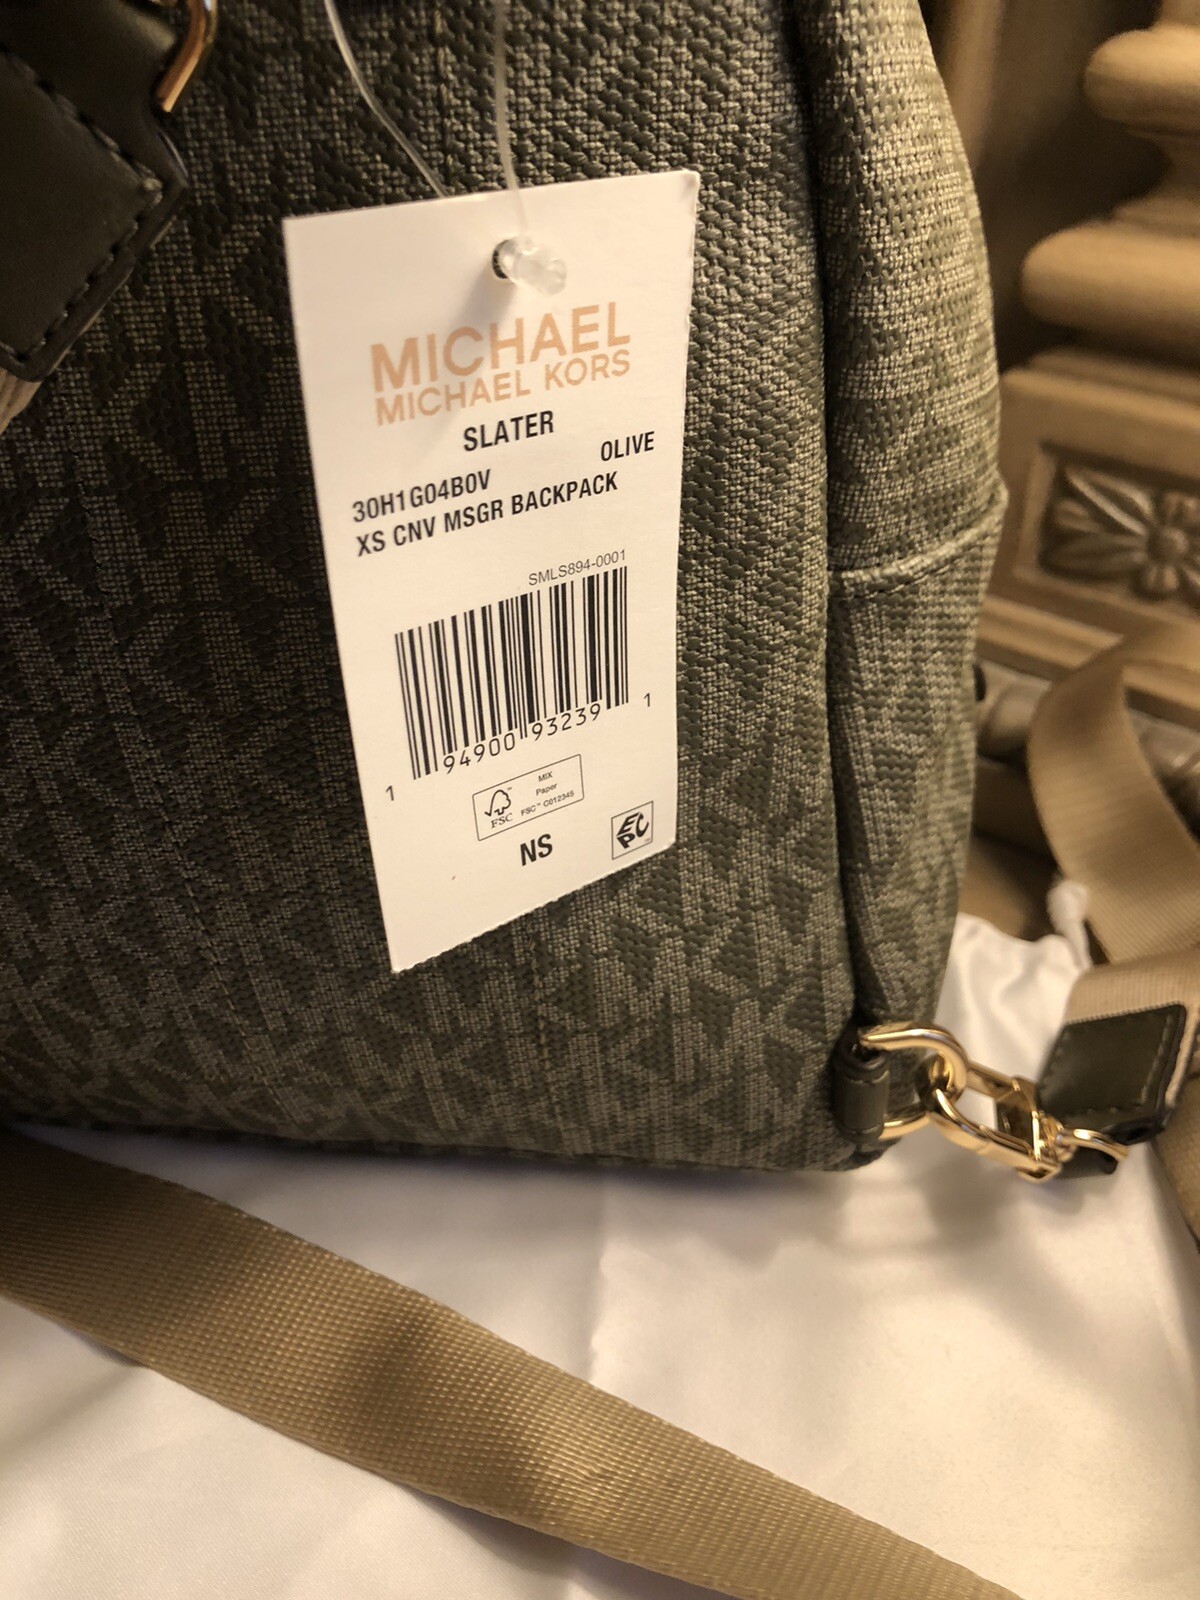 MICHAEL
MICHAEL KORS
SLATER
OLIVE
30H1G04B0V
XS CNV MSGR BACKPACK
SMLS894-0001
1 94900 93239 1
MIX
Paper
FSC™ C012345
FSC
NS
EPC